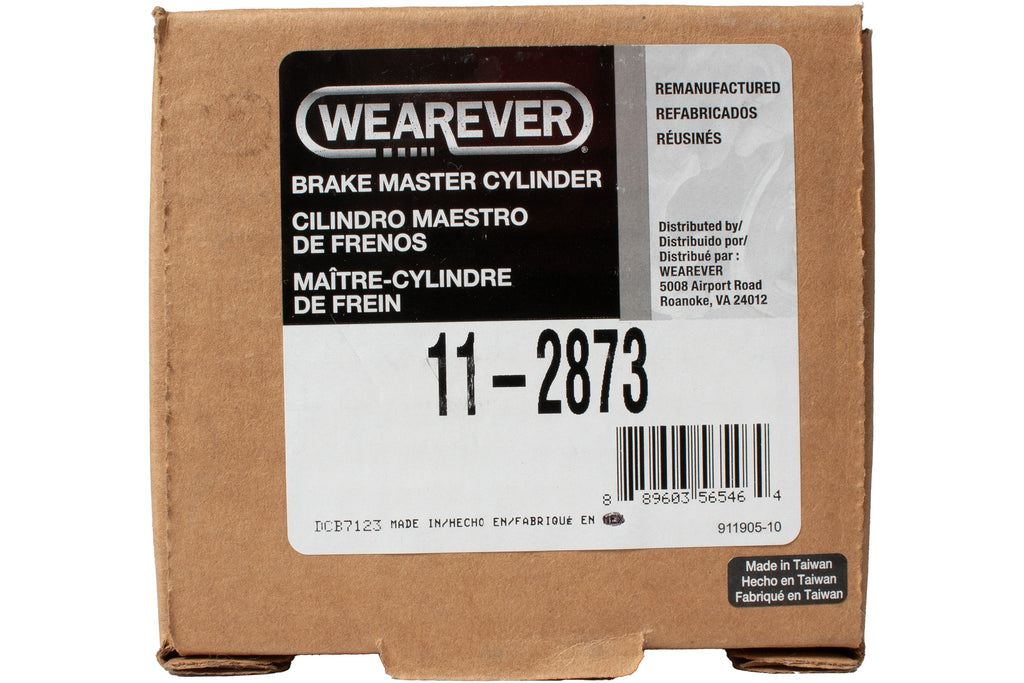 WEAREVER®
BRAKE MASTER CYLINDER
CILINDRO MAESTRO
DE FRENOS
MAÎTRE-CYLINDRE
DE FREIN
REMANUFACTURED
REFABRICADOS
RÉUSINÉS
Distributed by/
Distribuido por/
Distribué par :
WEAREVER
5008 Airport Road
Roanoke, VA 24012
11-2873
8 89603 56546 4
DCB7123 MADE IN/HECHO EN/FABRIQUé EN
911905-10
Made in Taiwan
Hecho en Taiwan
Fabriqué en Taiwan